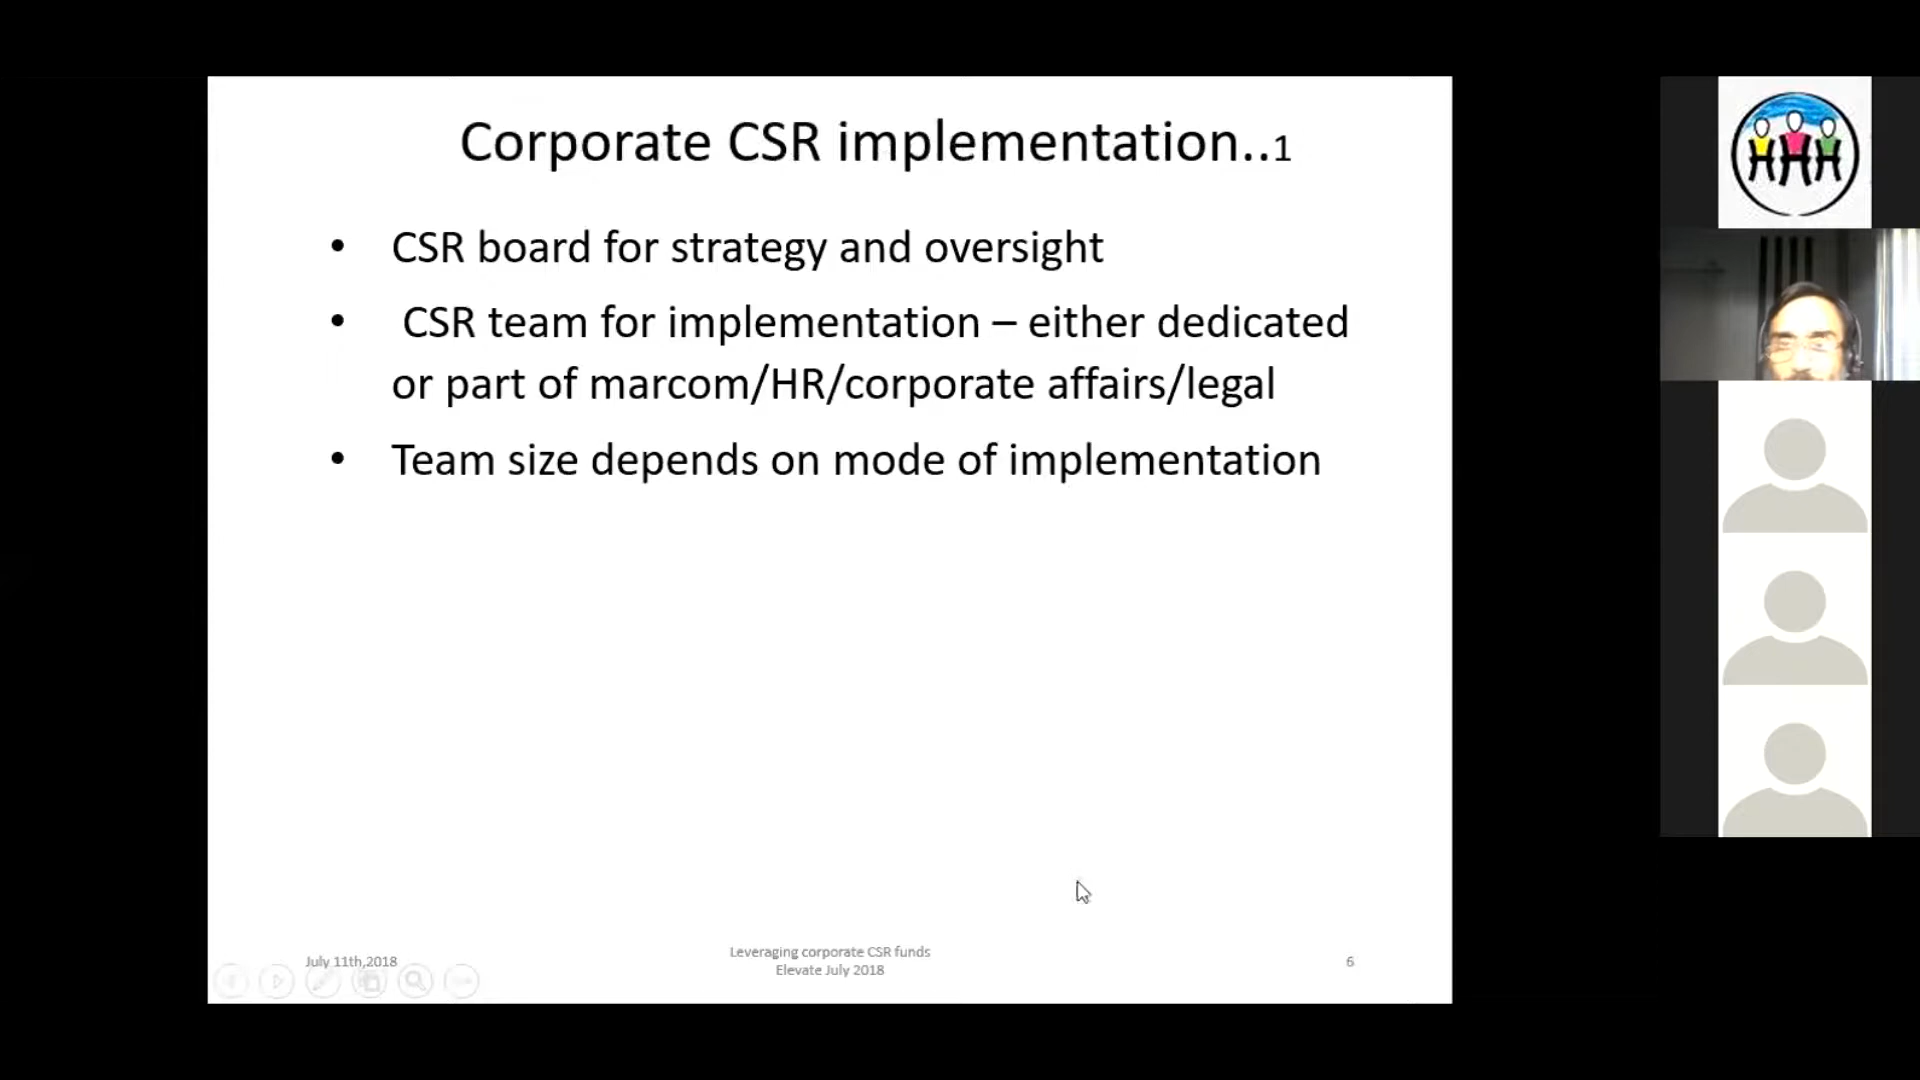 Corporate CSR implementation..1
• CSR board for strategy and oversight
• CSR team for implementation – either dedicated
or part of marcom/HR/corporate affairs/legal
• Team size depends on mode of implementation
July 11th,2018
Leveraging corporate CSR funds
Elevate July 2018
6